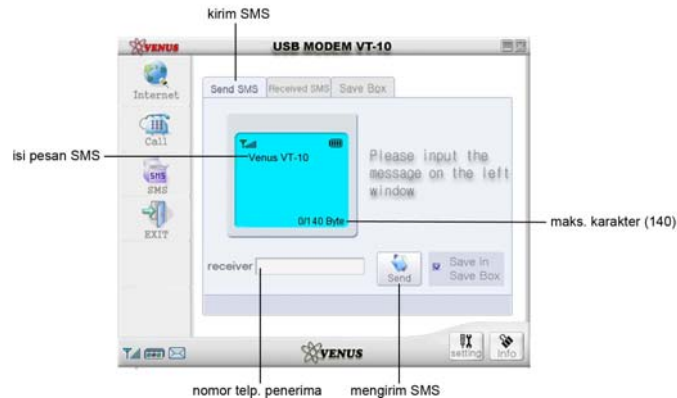 kirim SMS
VENUS
USB MODEM VT-10
Internet
Call
SMS
SMS
EXIT
Send SMS
Received SMS
Save Box
isi pesan SMS
Venus VT-10
0/140 Byte
Please input the
message on the left
window
maks. karakter (140)
receiver
Send
Save In
Save Box
VENUS
setting
Info
nomor telp. penerima
mengirim SMS